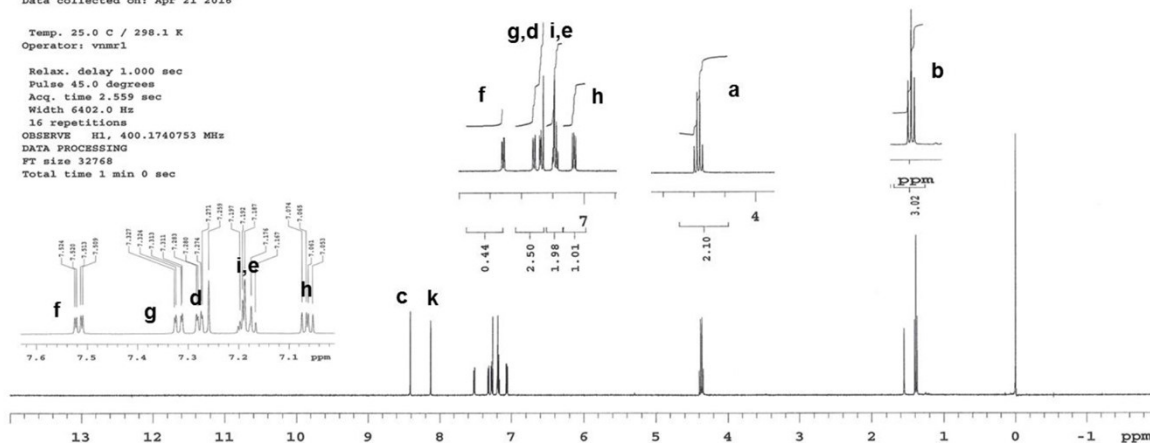 Data collected on: Apr 21 2016
Temp. 25.0 C / 298.1 K
Operator: vnmr1
Relax. delay 1.000 sec
Pulse 45.0 degrees
Acq. time 2.559 sec
Width 6402.0 Hz
16 repetitions
OBSERVE H1, 400.1740753 MHz
DATA PROCESSING
FT size 32768
Total time 1 min 0 sec
g,d i,e
f
h
a
b
7
4
ppm
0.44
2.50
1.98
1.01
2.10
3.02
7.524
7.520
7.513
7.509
7.327
7.324
7.313
7.311
7.283
7.280
7.274
7.271
7.259
7.197
7.192
7.187
7.176
7.167
7.074
7.065
7.061
7.053
f g d i,e h
7.6 7.5 7.4 7.3 7.2 7.1 ppm
c k
13 12 11 10 9 8 7 6 5 4 3 2 1 0 -1 ppm